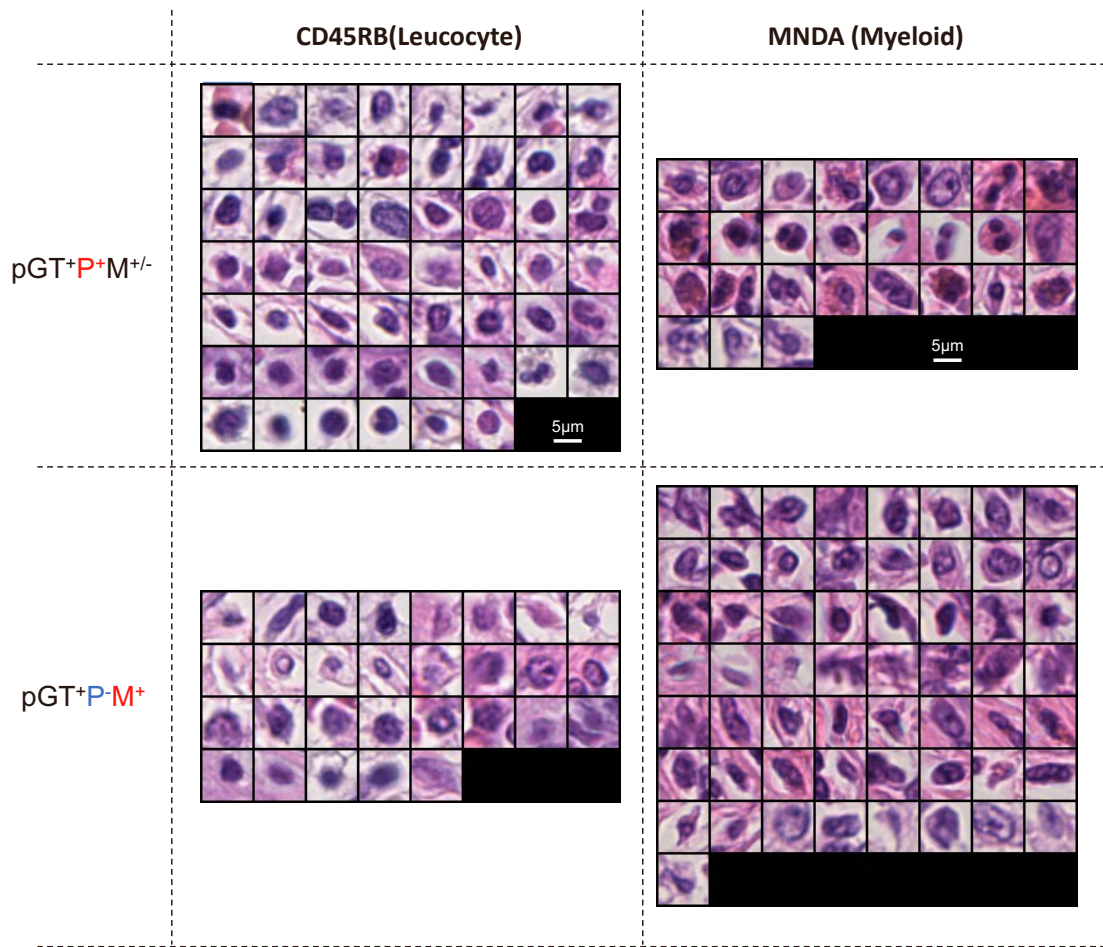 CD45RB(Leucocyte)
MNDA (Myeloid)
pGT⁺P⁺M⁺/⁻
5μm
5μm
pGT⁺P⁻M⁺